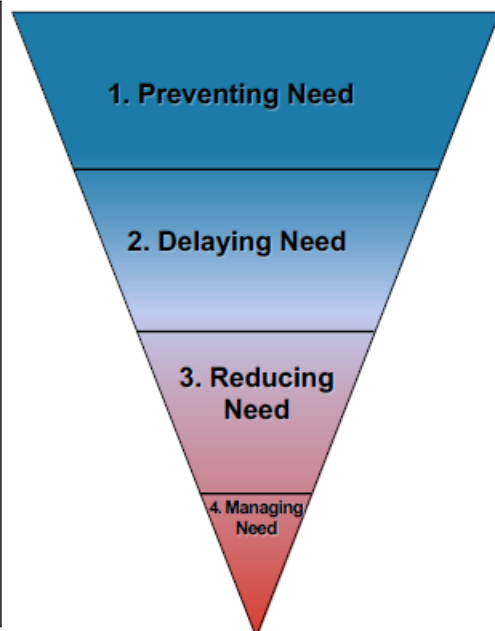 1. Preventing Need
2. Delaying Need
3. Reducing
Need
4. Managing
Need